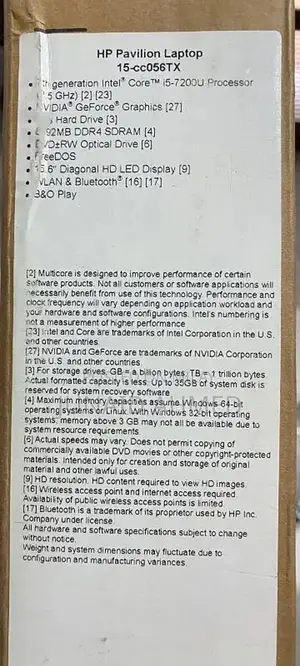 HP Pavilion Laptop
15-cc056TX
generation Intel® Core™ i5-7200U Processor
5 GHz) [2] [23]
NVIDIA® GeForce® Graphics [27]
Hard Drive [3]
8192MB DDR4 SDRAM [4]
DVD±RW Optical Drive [6]
FreeDOS
15.6" Diagonal HD LED Display [9]
WLAN & Bluetooth® [16] [17]
B&O Play
[2] Multicore is designed to improve performance of certain
software products. Not all customers or software applications will
necessarily benefit from use of this technology. Performance and
clock frequency will vary depending on application workload and
your hardware and software configurations. Intel's numbering is
not a measurement of higher performance
[23] Intel and Core are trademarks of Intel Corporation in the U.S.
and other countries.
[27] NVIDIA and GeForce are trademarks of NVIDIA Corporation
in the U.S. and other countries.
[3] For storage drives, GB = a billion bytes. TB = 1 trillion bytes.
Actual formatted capacity is less. Up to 35GB of system disk is
reserved for system recovery software.
[4] Maximum memory capacities assume Windows 64-bit
operating systems or Linux. With Windows 32-bit operating
systems, memory above 3 GB may not all be available due to
system resource requirements.
[6] Actual speeds may vary. Does not permit copying of
commercially available DVD movies or other copyright-protected
materials. Intended only for creation and storage of original
material and other lawful uses.
[9] HD resolution. HD content required to view HD images.
[16] Wireless access point and internet access required.
Availability of public wireless access points is limited.
[17] Bluetooth is a trademark of its proprietor used by HP Inc.
Company under license.
All hardware and software specifications subject to change
without notice.
Weight and system dimensions may fluctuate due to
configuration and manufacturing variances.